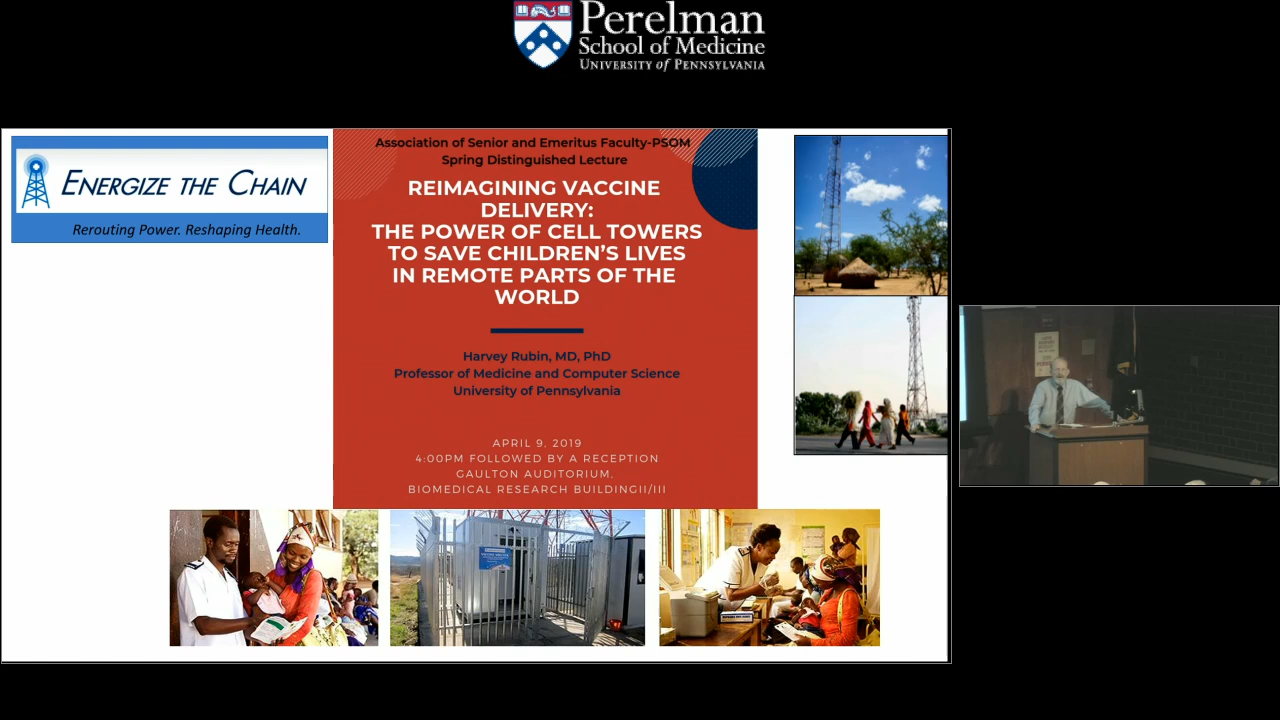 Perelman
School of Medicine
UNIVERSITY of PENNSYLVANIA
ENERGIZE THE CHAIN
Rerouting Power. Reshaping Health.
Association of Senior and Emeritus Faculty-PSOM
Spring Distinguished Lecture
REIMAGINING VACCINE
DELIVERY:
THE POWER OF CELL TOWERS
TO SAVE CHILDREN'S LIVES
IN REMOTE PARTS OF THE
WORLD
Harvey Rubin, MD, PhD
Professor of Medicine and Computer Science
University of Pennsylvania
APRIL 9, 2019
4:00PM FOLLOWED BY A RECEPTION
GAULTON AUDITORIUM,
BIOMEDICAL RESEARCH BUILDINGII/III